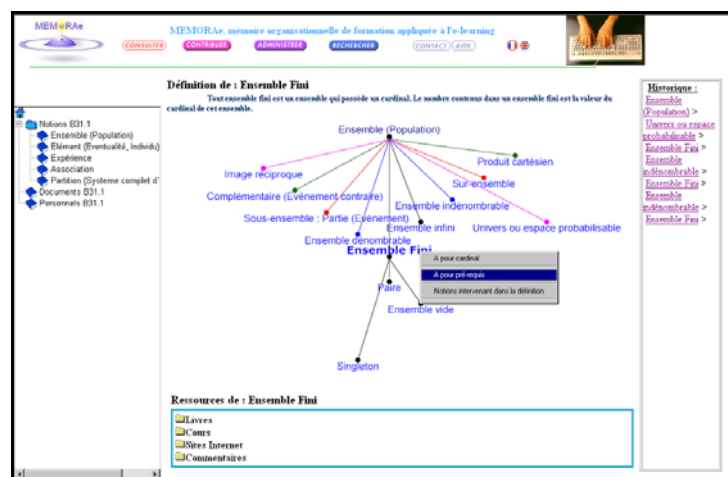 MEMORAe
MEMORAe, mémoire organisationnelle de formation appliquée à l'e-learning
CONSULTER CONTRIBUER ADMINISTRER RECHERCHER CONTACT AIDE
Définition de : Ensemble Fini
Tout ensemble fini est un ensemble qui possède un cardinal. Le nombre contenus dans un ensemble fini est la valeur du
cardinal de cet ensemble.
Notions B31.1
Ensemble (Population)
Elément (Eventualité, Individu)
Expérience
Association
Partition (Systeme complet d'
Documents B31.1
Personnels B31.1
Ensemble (Population)
Produit cartésien
Image réciproque
Sur-ensemble
Complémentaire (Evénement contraire)
Ensemble indénombrable
Sous-ensemble ; Partie (Evénement)
Ensemble infini
Univers ou espace probabilisable
Ensemble dénombrable
Ensemble Fini
A pour cardinal
A pour pré-requis
Notions intervenant dans la définition
Paire
Ensemble vide
Singleton
Historique :
Ensemble
(Population) >
Univers ou espace
probabilisable >
Ensemble Fini >
Ensemble
indénombrable >
Ensemble Fini >
Ensemble
indénombrable >
Ensemble Fini >
Ressources de : Ensemble Fini
Livres
Cours
Sites Internet
Commentaires